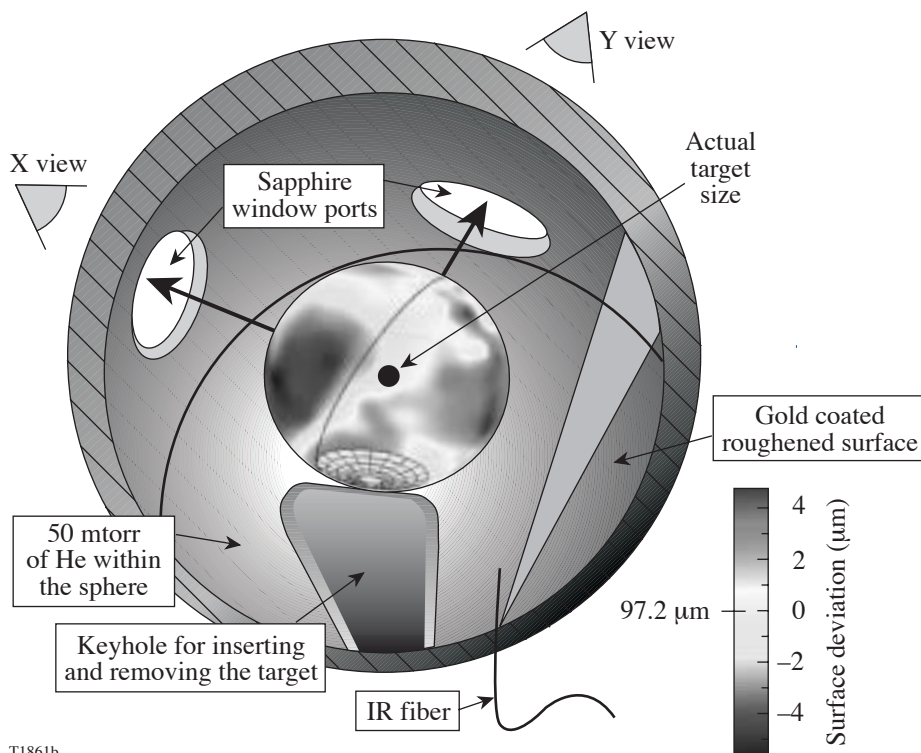 Y view
X view
Actual
target
size
Sapphire
window ports
Gold coated
roughened surface
50 mtorr
of He within
the sphere
Keyhole for inserting
and removing the target
IR fiber
97.2 µm
4
2
0
–2
–4
Surface deviation (µm)
T1861b